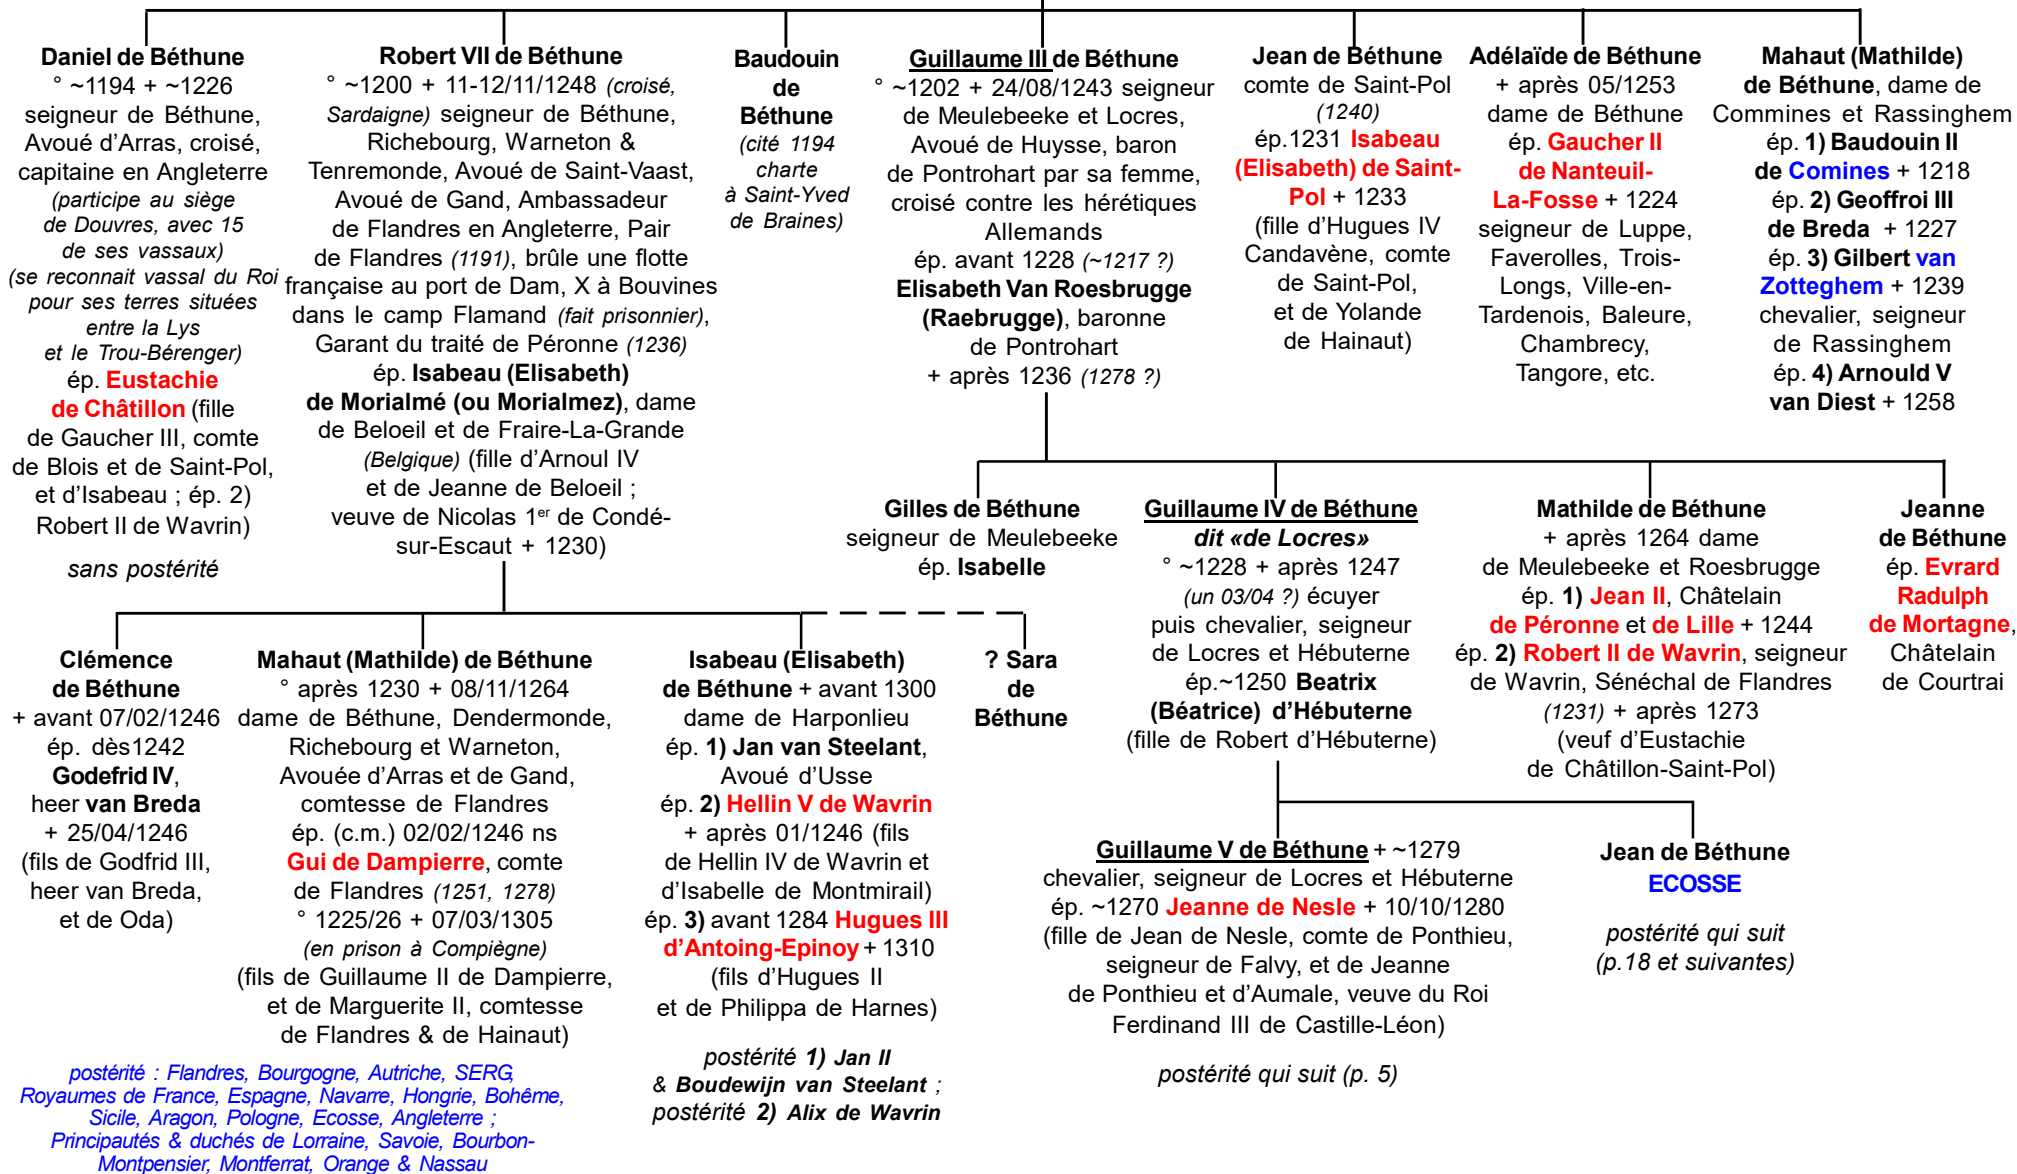 Daniel de Béthune
° ~1194 + ~1226
seigneur de Béthune,
Avoué d’Arras, croisé,
capitaine en Angleterre
(participe au siège
de Douvres, avec 15
de ses vassaux)
(se reconnait vassal du Roi
pour ses terres situées
entre la Lys
et le Trou-Bérenger)
ép. Eustachie
de Châtillon (fille
de Gaucher III, comte
de Blois et de Saint-Pol,
et d’Isabeau ; ép. 2)
Robert II de Wavrin)
sans postérité
Robert VII de Béthune
° ~1200 + 11-12/11/1248 (croisé,
Sardaigne) seigneur de Béthune,
Richebourg, Warneton &
Tenremonde, Avoué de Saint-Vaast,
Avoué de Gand, Ambassadeur
de Flandres en Angleterre, Pair
de Flandres (1191), brûle une flotte
française au port de Dam, X à Bouvines
dans le camp Flamand (fait prisonnier),
Garant du traité de Péronne (1236)
ép. Isabeau (Elisabeth)
de Morialmé (ou Morialmez), dame
de Beloeil et de Fraire-La-Grande
(Belgique) (fille d’Arnoul IV
et de Jeanne de Beloeil ;
veuve de Nicolas 1er de Condé-
sur-Escaut + 1230)
Baudouin
de
Béthune
(cité 1194
charte
à Saint-Yved
de Braines)
Guillaume III de Béthune
° ~1202 + 24/08/1243 seigneur
de Meulebeeke et Locres,
Avoué de Huysse, baron
de Pontrohart par sa femme,
croisé contre les hérétiques
Allemands
ép. avant 1228 (~1217 ?)
Elisabeth Van Roesbrugge
(Raebrugge), baronne
de Pontrohart
+ après 1236 (1278 ?)
Jean de Béthune
comte de Saint-Pol
(1240)
ép.1231 Isabeau
(Elisabeth) de Saint-
Pol + 1233
(fille d’Hugues IV
Candavène, comte
de Saint-Pol,
et de Yolande
de Hainaut)
Adélaïde de Béthune
+ après 05/1253
dame de Béthune
ép. Gaucher II
de Nanteuil-
La-Fosse + 1224
seigneur de Luppe,
Faverolles, Trois-
Longs, Ville-en-
Tardenois, Baleure,
Chambrecy,
Tangore, etc.
Mahaut (Mathilde)
de Béthune, dame de
Commines et Rassinghem
ép. 1) Baudouin II
de Comines + 1218
ép. 2) Geoffroi III
de Breda + 1227
ép. 3) Gilbert van
Zotteghem + 1239
chevalier, seigneur
de Rassinghem
ép. 4) Arnould V
van Diest + 1258
Gilles de Béthune
seigneur de Meulebeeke
ép. Isabelle
Guillaume IV de Béthune
dit «de Locres»
° ~1228 + après 1247
(un 03/04 ?) écuyer
puis chevalier, seigneur
de Locres et Hébuterne
ép.~1250 Beatrix
(Béatrice) d’Hébuterne
(fille de Robert d’Hébuterne)
Mathilde de Béthune
+ après 1264 dame
de Meulebeeke et Roesbrugge
ép. 1) Jean II, Châtelain
de Péronne et de Lille + 1244
ép. 2) Robert II de Wavrin, seigneur
de Wavrin, Sénéchal de Flandres
(1231) + après 1273
(veuf d’Eustachie
de Châtillon-Saint-Pol)
Jeanne
de Béthune
ép. Evrard
Radulph
de Mortagne,
Châtelain
de Courtrai
Clémence
de Béthune
+ avant 07/02/1246
ép. dès1242
Godefrid IV,
heer van Breda
+ 25/04/1246
(fils de Godfrid III,
heer van Breda,
et de Oda)
Mahaut (Mathilde) de Béthune
° après 1230 + 08/11/1264
dame de Béthune, Dendermonde,
Richebourg et Warneton,
Avouée d’Arras et de Gand,
comtesse de Flandres
ép. (c.m.) 02/02/1246 ns
Gui de Dampierre, comte
de Flandres (1251, 1278)
° 1225/26 + 07/03/1305
(en prison à Compiègne)
(fils de Guillaume II de Dampierre,
et de Marguerite II, comtesse
de Flandres & de Hainaut)
postérité : Flandres, Bourgogne, Autriche, SERG,
Royaumes de France, Espagne, Navarre, Hongrie, Bohême,
Sicile, Aragon, Pologne, Ecosse, Angleterre ;
Principautés & duchés de Lorraine, Savoie, Bourbon-
Montpensier, Montferrat, Orange & Nassau
Isabeau (Elisabeth)
de Béthune + avant 1300
dame de Harponlieu
ép. 1) Jan van Steelant,
Avoué d’Usse
ép. 2) Hellin V de Wavrin
+ après 01/1246 (fils
de Hellin IV de Wavrin et
d’Isabelle de Montmirail)
ép. 3) avant 1284 Hugues III
d’Antoing-Epinoy + 1310
(fils d’Hugues II
et de Philippa de Harnes)
postérité 1) Jan II
& Boudewijn van Steelant ;
postérité 2) Alix de Wavrin
? Sara
de
Béthune
Guillaume V de Béthune + ~1279
chevalier, seigneur de Locres et Hébuterne
ép. ~1270 Jeanne de Nesle + 10/10/1280
(fille de Jean de Nesle, comte de Ponthieu,
seigneur de Falvy, et de Jeanne
de Ponthieu et d’Aumale, veuve du Roi
Ferdinand III de Castille-Léon)
postérité qui suit (p. 5)
Jean de Béthune
ECOSSE
postérité qui suit
(p.18 et suivantes)